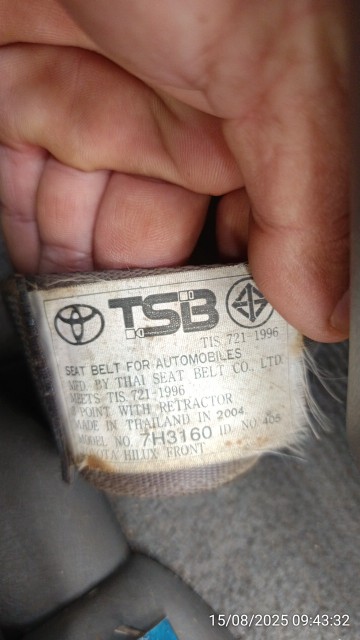 TSB
TIS 721-1996
SEAT BELT FOR AUTOMOBILES
MFD. BY THAI SEAT BELT CO., LTD.
MEETS TIS. 721-1996
POINT WITH RETRACTOR
MADE IN THAILAND IN 2004
MODEL NO. 7H3160 ID. NO. 405
HILUX FRONT
15/08/2025 09:43:32